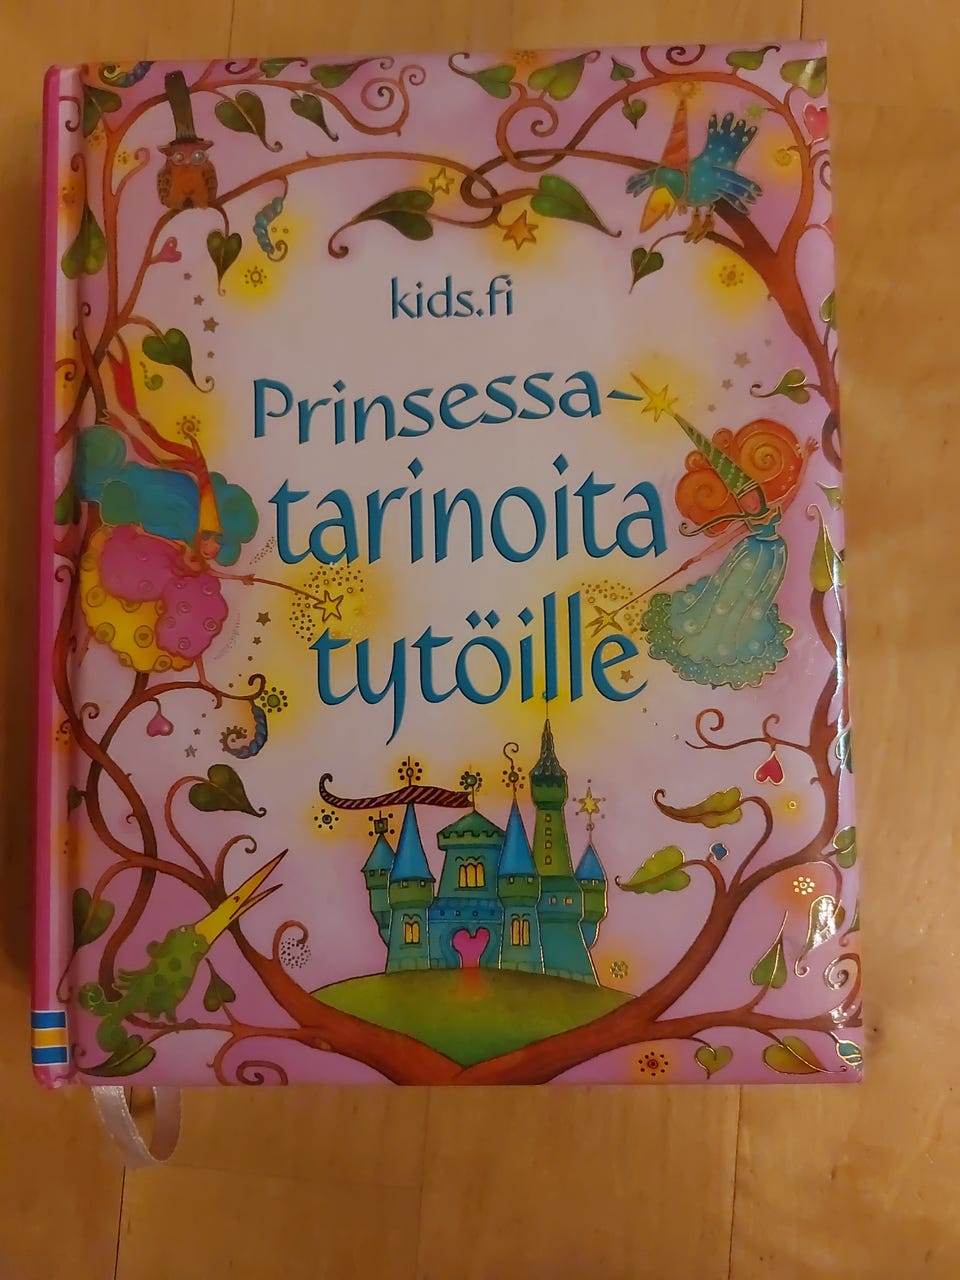 kids.fi
Prinsessa-
tarinoita
tytöille